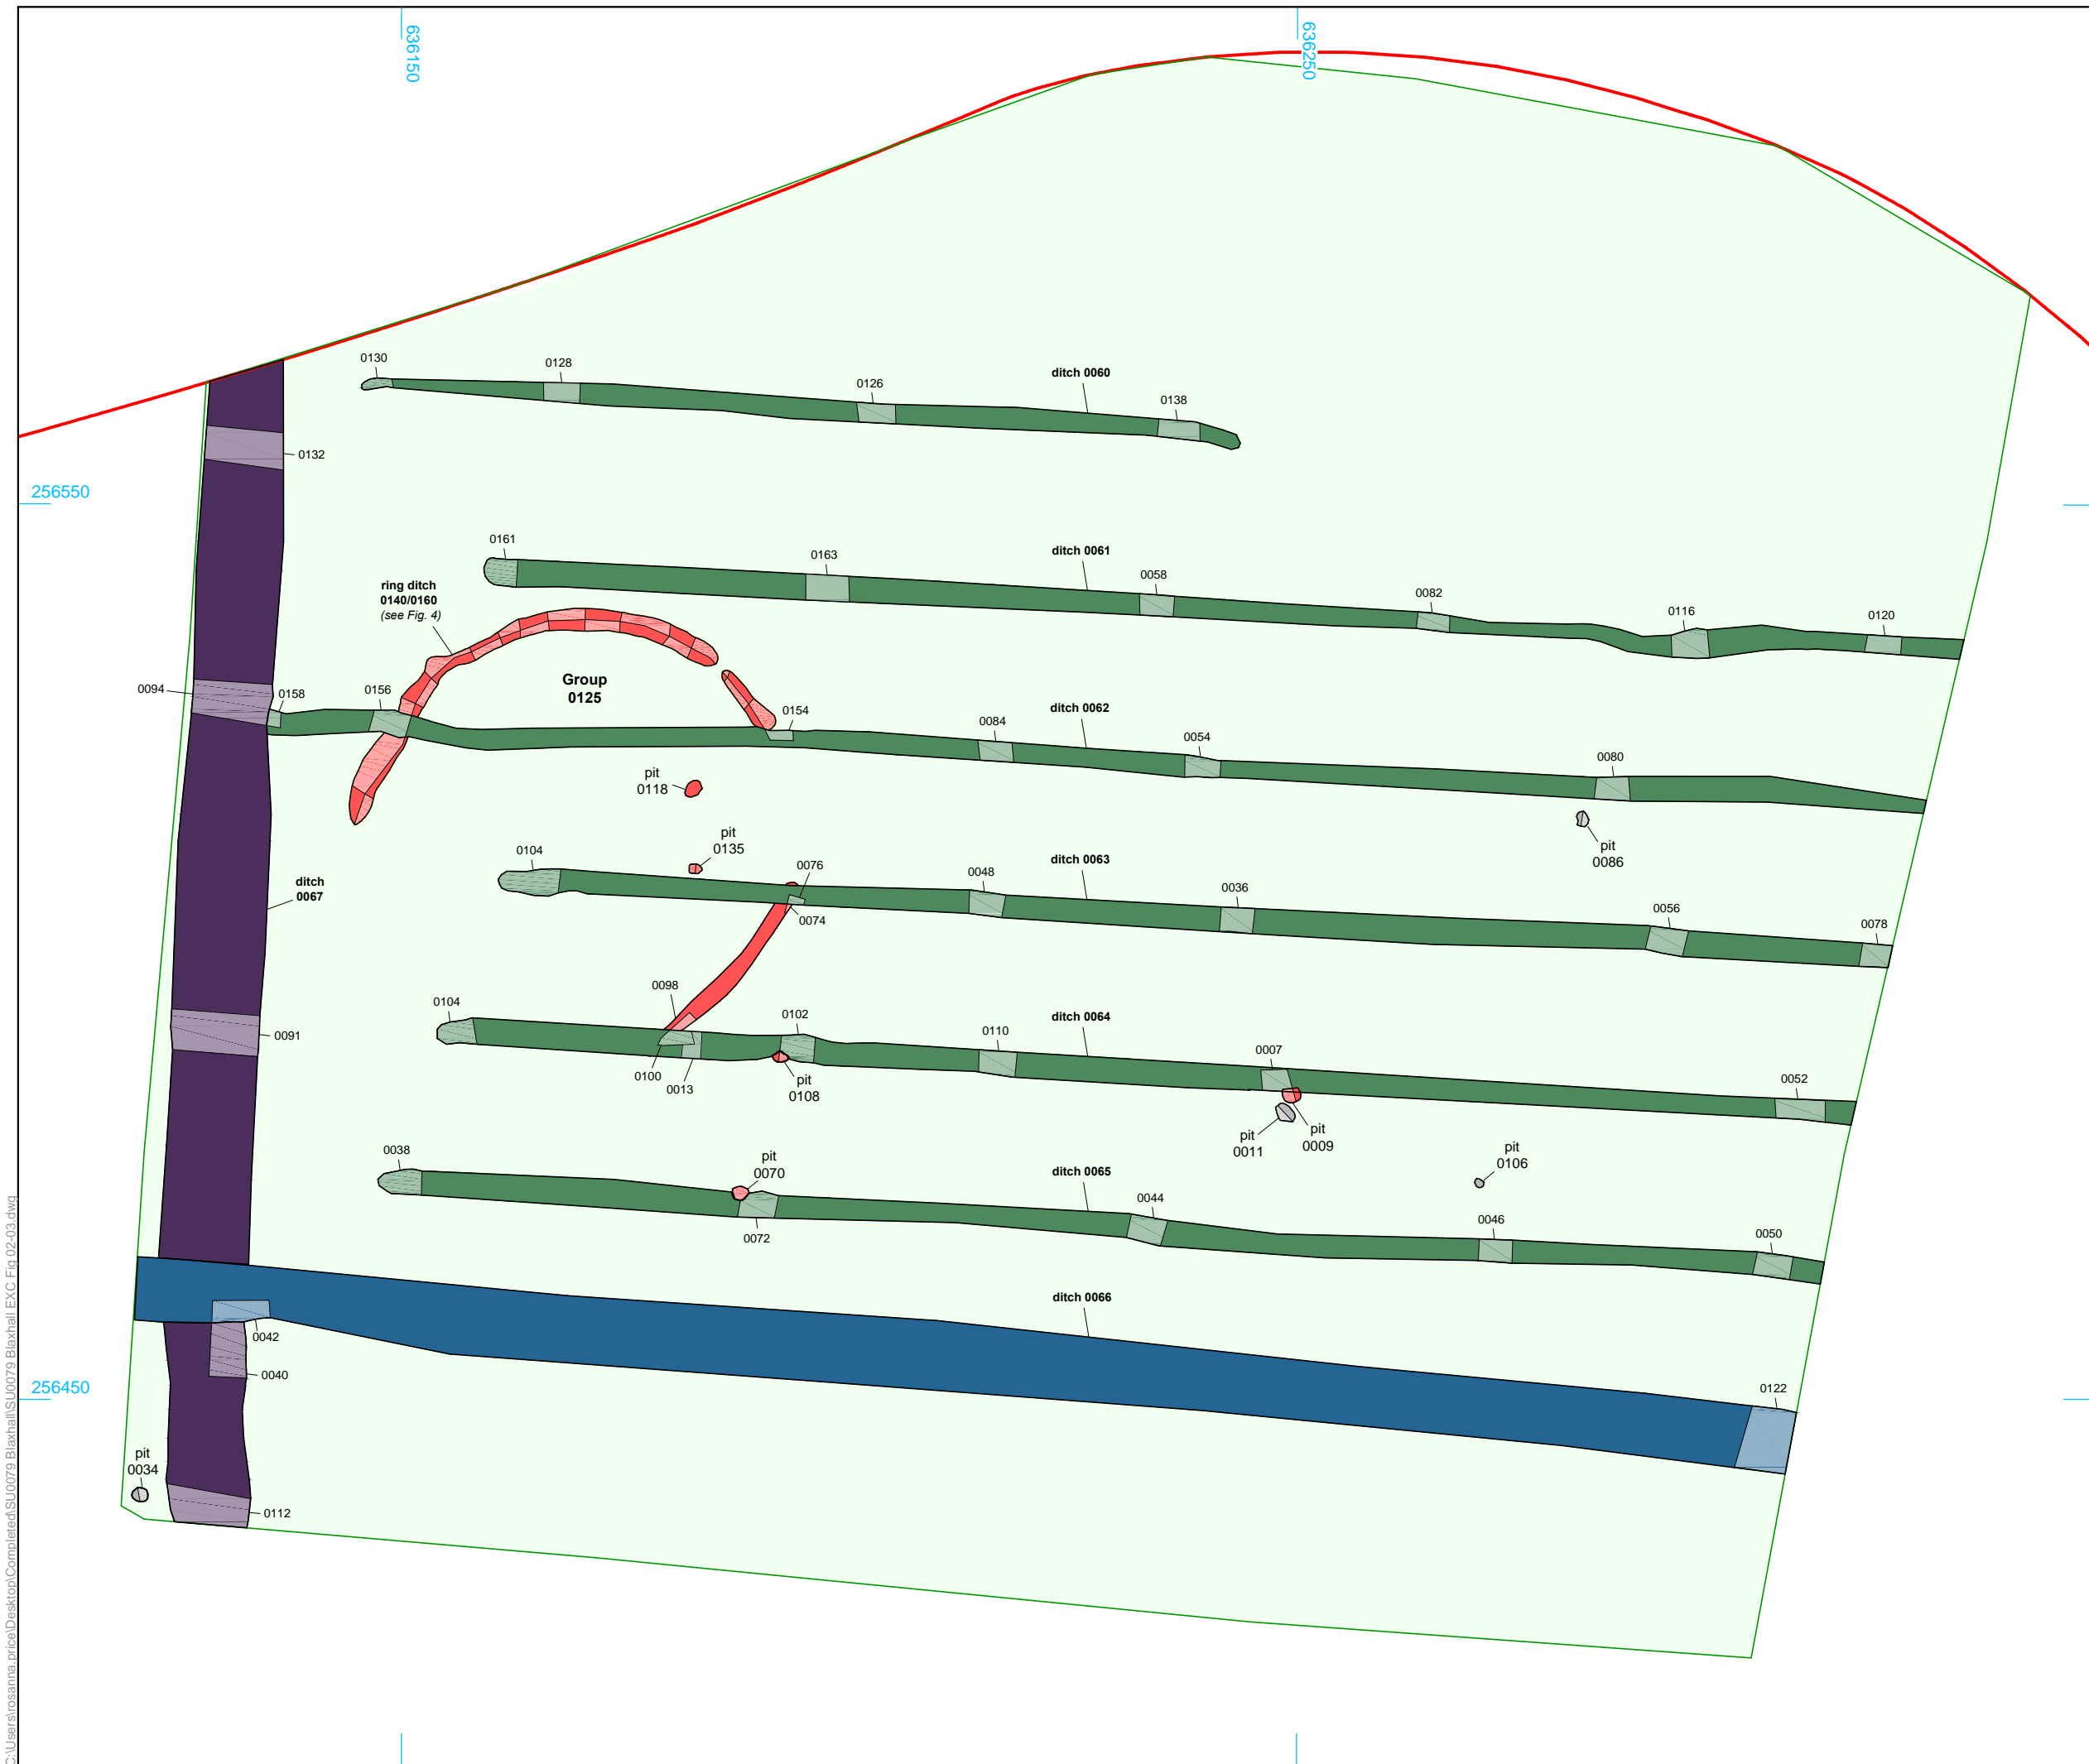 636150
636250
0130
0128
0126
ditch 0060
0138
0132
256550
0161
0163
ditch 0061
0058
0082
0116
0120
ring ditch
0140/0160
(see Fig. 4)
Group
0125
0094
0158
0156
0154
0084
ditch 0062
0054
0080
pit
0118
pit
0086
pit
0135
0104
0076
0074
0048
ditch 0063
0036
0056
0078
ditch
0067
0098
0104
0102
0110
ditch 0064
0007
0052
0091
0100
0013
pit
0108
pit
0011
pit
0009
pit
0106
0038
pit
0070
0072
ditch 0065
0044
0046
0050
ditch 0066
0042
0040
256450
0122
pit
0034
0112
C:\Users\rosanna.price\Desktop\Completed\SU0079 Blaxhall\SU0079 Blaxhall EXC Fig 02-03.dwg